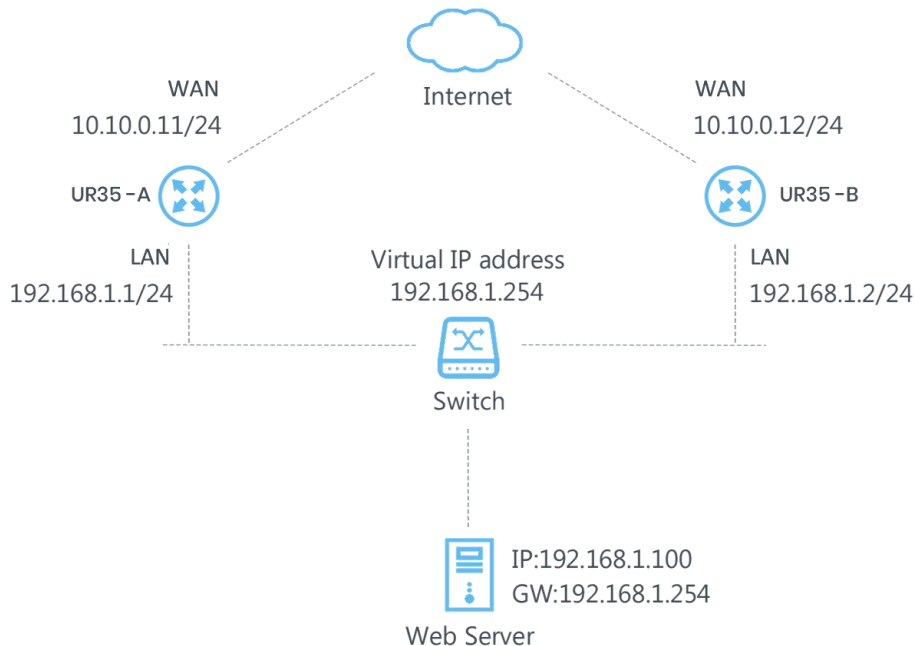 Internet
WAN
10.10.0.11/24
WAN
10.10.0.12/24
UR35-A
UR35-B
LAN
192.168.1.1/24
Virtual IP address
192.168.1.254
LAN
192.168.1.2/24
Switch
IP:192.168.1.100
GW:192.168.1.254
Web Server